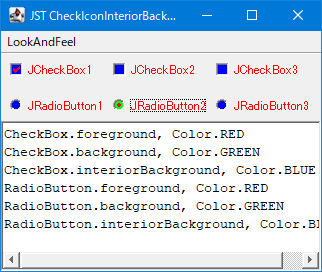 JST CheckIconInteriorBack...
LookAndFeel
JCheckBox1 JCheckBox2 JCheckBox3
JRadioButton1 JRadioButton2 JRadioButton3
CheckBox.foreground, Color.RED
CheckBox.background, Color.GREEN
CheckBox.interiorBackground, Color.BLUE
RadioButton.foreground, Color.RED
RadioButton.background, Color.GREEN
RadioButton.interiorBackground, Color.Bl